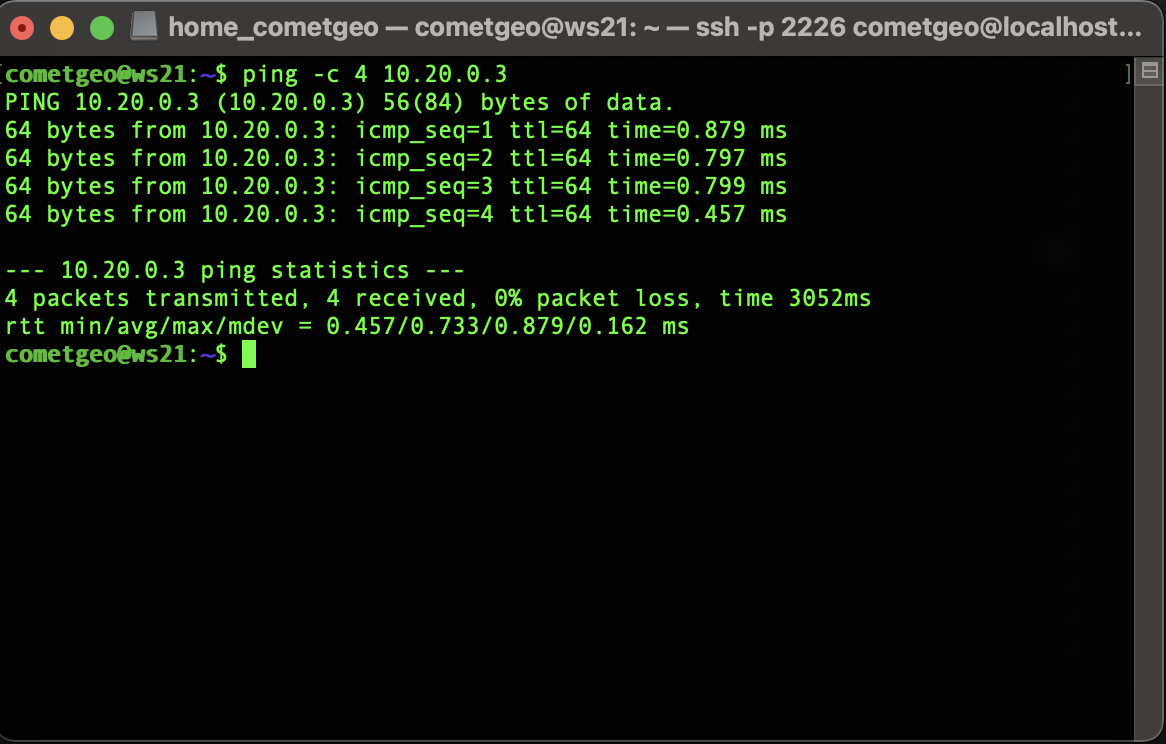 home_cometgeo — cometgeo@ws21: ~ — ssh -p 2226 cometgeo@localhost...
[cometgeo@ws21:~$ ping -c 4 10.20.0.3 ]
PING 10.20.0.3 (10.20.0.3) 56(84) bytes of data.
64 bytes from 10.20.0.3: icmp_seq=1 ttl=64 time=0.879 ms
64 bytes from 10.20.0.3: icmp_seq=2 ttl=64 time=0.797 ms
64 bytes from 10.20.0.3: icmp_seq=3 ttl=64 time=0.799 ms
64 bytes from 10.20.0.3: icmp_seq=4 ttl=64 time=0.457 ms

--- 10.20.0.3 ping statistics ---
4 packets transmitted, 4 received, 0% packet loss, time 3052ms
rtt min/avg/max/mdev = 0.457/0.733/0.879/0.162 ms
cometgeo@ws21:~$